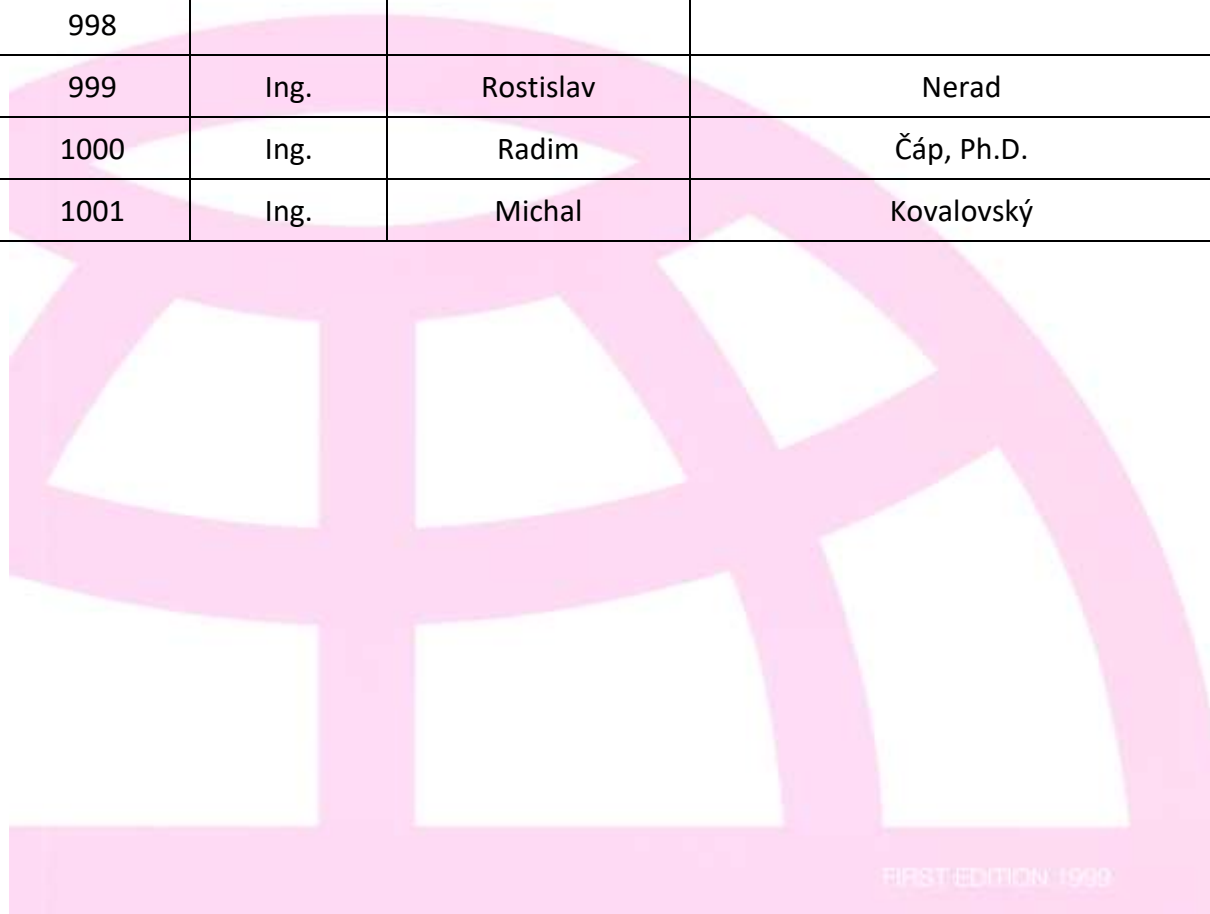 998
999 Ing. Rostislav Nerad
1000 Ing. Radim Čáp, Ph.D.
1001 Ing. Michal Kovalovský
FIRST EDITION 1999